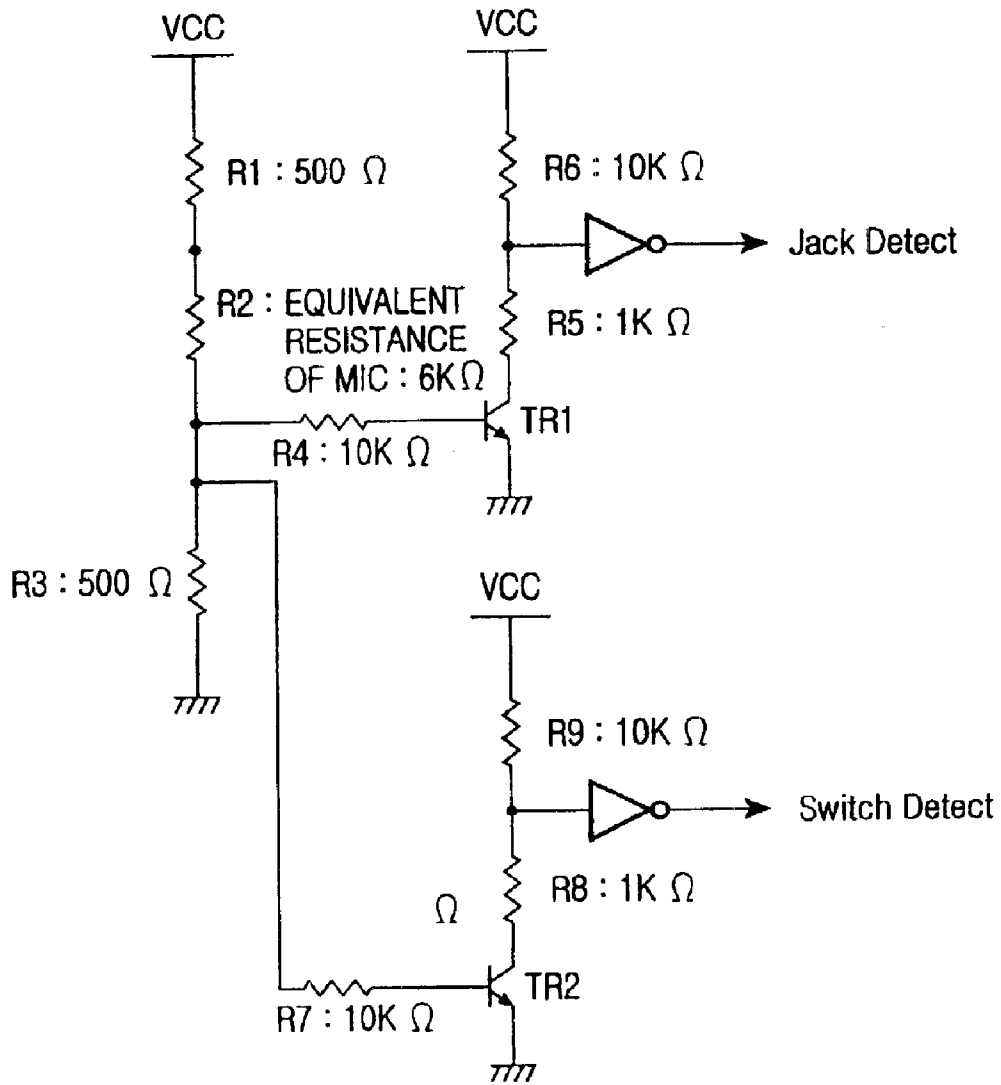 VCC
VCC
R1 : 500 Ω
R6 : 10K Ω
Jack Detect
R2 : EQUIVALENT
RESISTANCE
OF MIC : 6KΩ
R5 : 1K Ω
TR1
R4 : 10K Ω
R3 : 500 Ω
VCC
R9 : 10K Ω
Switch Detect
R8 : 1K Ω
Ω
TR2
R7 : 10K Ω